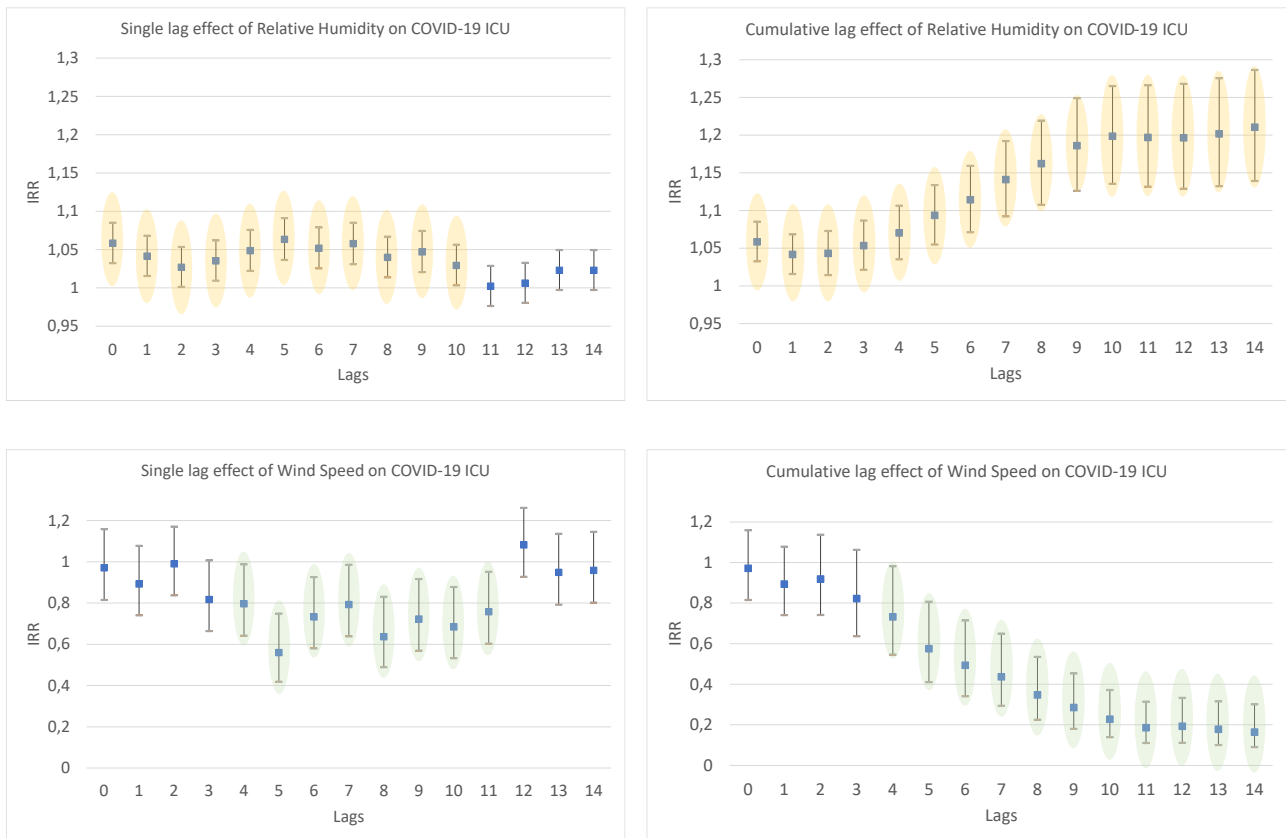 Single lag effect of Relative Humidity on COVID-19 ICU
1,3
1,25
1,2
1,15
1,1
1,05
1
0,95
IRR
0 1 2 3 4 5 6 7 8 9 10 11 12 13 14
Lags
Cumulative lag effect of Relative Humidity on COVID-19 ICU
1,3
1,25
1,2
1,15
1,1
1,05
1
0,95
IRR
0 1 2 3 4 5 6 7 8 9 10 11 12 13 14
Lags
Single lag effect of Wind Speed on COVID-19 ICU
1,2
1
0,8
0,6
0,4
0,2
0
IRR
0 1 2 3 4 5 6 7 8 9 10 11 12 13 14
Lags
Cumulative lag effect of Wind Speed on COVID-19 ICU
1,2
1
0,8
0,6
0,4
0,2
0
IRR
0 1 2 3 4 5 6 7 8 9 10 11 12 13 14
Lags